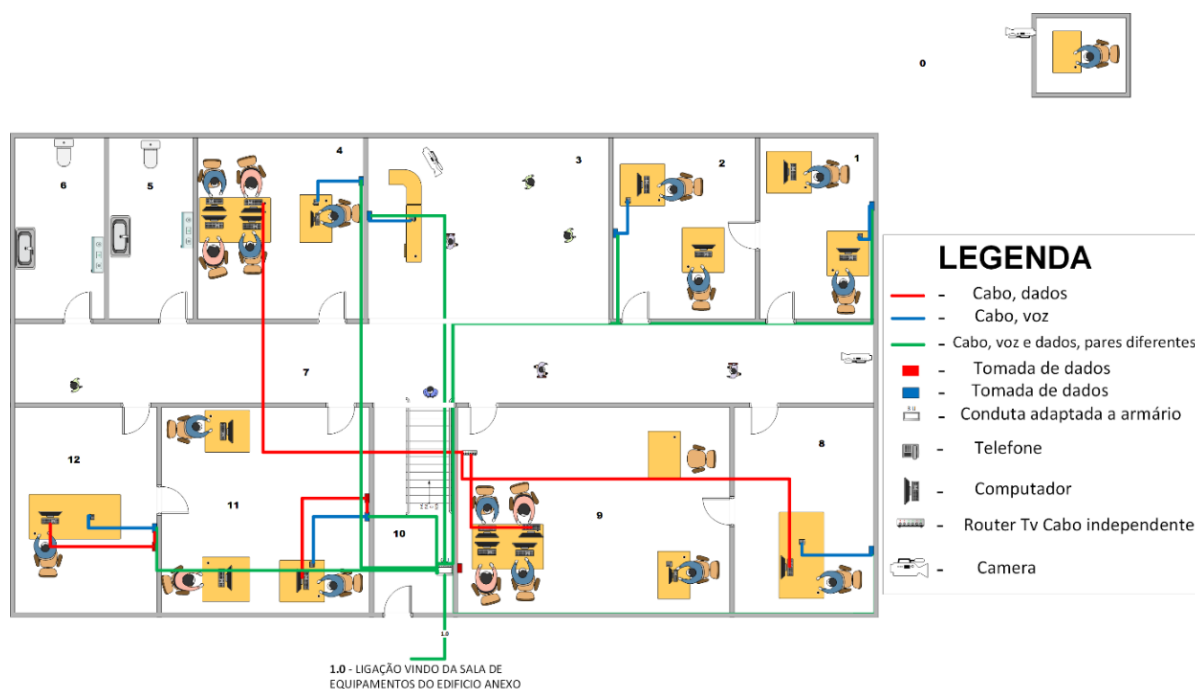 0
6
5
4
3
2
1
7
12
11
10
9
8
LEGENDA
- Cabo, dados
- Cabo, voz
- Cabo, voz e dados, pares diferentes
- Tomada de dados
- Tomada de dados
- Conduta adaptada a armário
- Telefone
- Computador
- Router Tv Cabo independente
- Camera
1.0
1.0 - LIGAÇÃO VINDO DA SALA DE
EQUIPAMENTOS DO EDIFICIO ANEXO